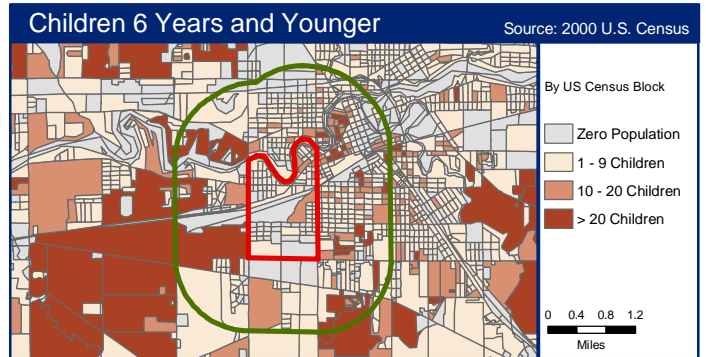 Children 6 Years and Younger
Source: 2000 U.S. Census
By US Census Block
Zero Population
1 - 9 Children
10 - 20 Children
> 20 Children
0 0.4 0.8 1.2
Miles